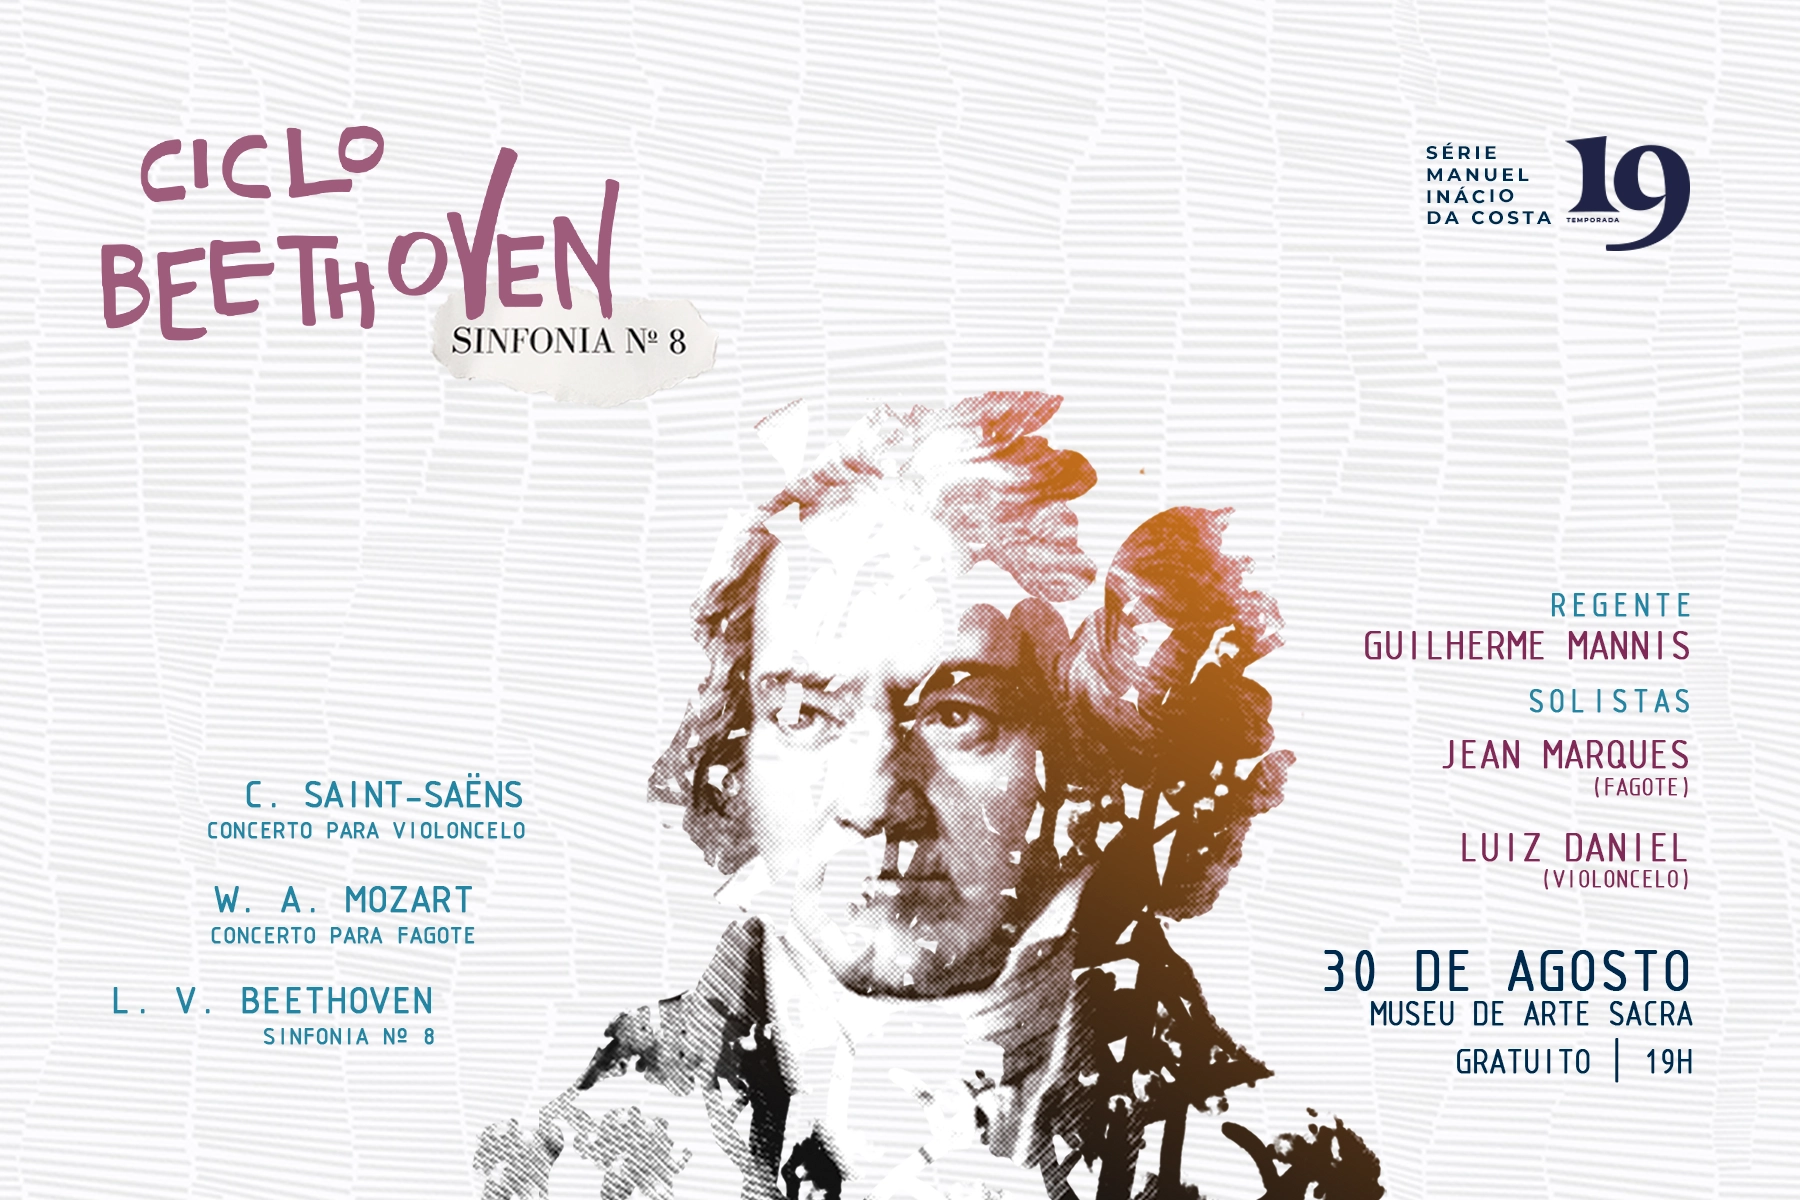 CICLO
BEETHOVEN
SINFONIA Nº 8
SÉRIE
MANUEL
INÁCIO
DA COSTA
19
TEMPORADA
C. SAINT-SAËNS
CONCERTO PARA VIOLONCELO
W. A. MOZART
CONCERTO PARA FAGOTE
L. V. BEETHOVEN
SINFONIA Nº 8
REGENTE
GUILHERME MANNIS
SOLISTAS
JEAN MARQUES
(FAGOTE)
LUIZ DANIEL
(VIOLONCELO)
30 DE AGOSTO
MUSEU DE ARTE SACRA
GRATUITO | 19H